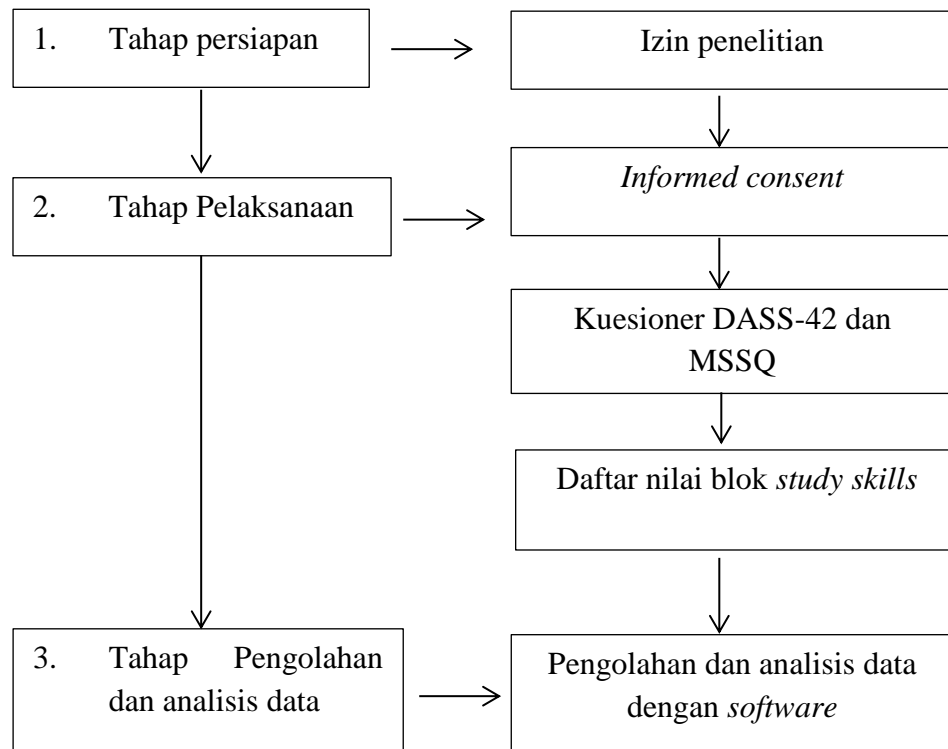 1. Tahap persiapan
Izin penelitian
2. Tahap Pelaksanaan
Informed consent
Kuesioner DASS-42 dan
MSSQ
Daftar nilai blok study skills
3. Tahap Pengolahan
dan analisis data
Pengolahan dan analisis data
dengan software